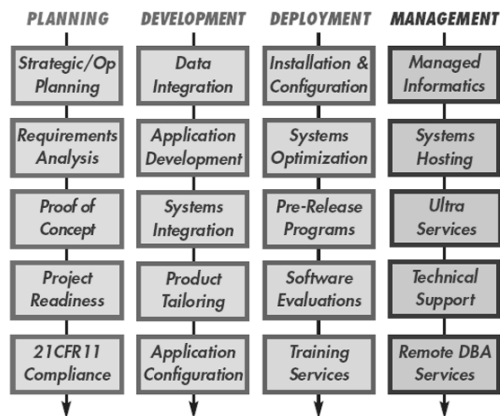 PLANNING
Strategic/Op
Planning
Requirements
Analysis
Proof of
Concept
Project
Readiness
21CFR11
Compliance
DEVELOPMENT
Data
Integration
Application
Development
Systems
Integration
Product
Tailoring
Application
Configuration
DEPLOYMENT
Installation &
Configuration
Systems
Optimization
Pre-Release
Programs
Software
Evaluations
Training
Services
MANAGEMENT
Managed
Informatics
Systems
Hosting
Ultra
Services
Technical
Support
Remote DBA
Services